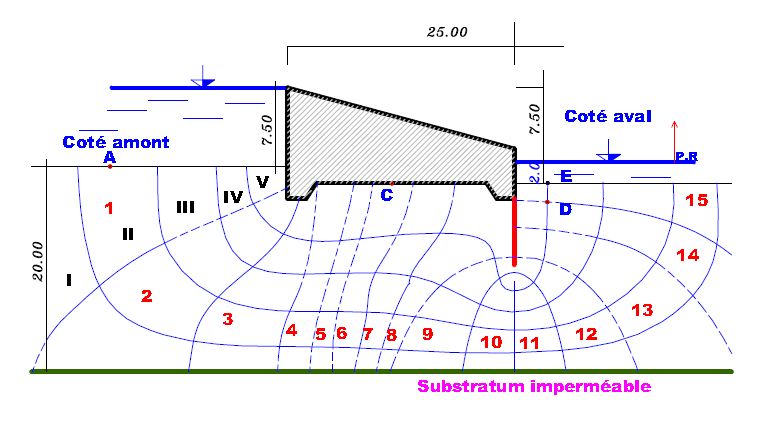 25.00
7.50
7.50
Coté aval
Coté amont
A
P.R
2.0
E
V
IV
C
D
1
III
15
II
20.00
14
I
2
13
3
4
5
6
7
8
9
10
11
12
Substratum imperméable